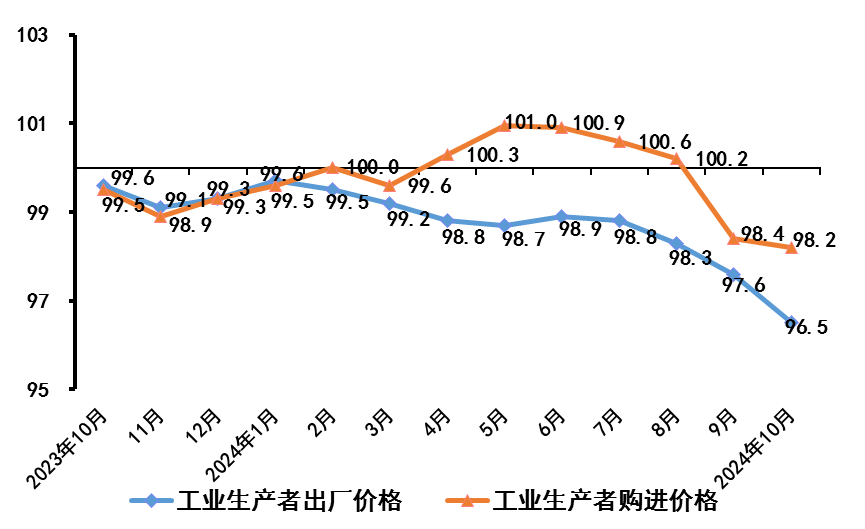 103
101
99
97
95
99.6
99.1
99.3
99.6
99.5
99.2
98.8
98.7
98.9
98.8
98.3
97.6
96.5
99.5
98.9
99.3
99.5
100.0
99.6
100.3
101.0
100.9
100.6
100.2
98.4
98.2
2023年10月
11月
12月
2024年1月
2月
3月
4月
5月
6月
7月
8月
9月
2024年10月
工业生产者出厂价格
工业生产者购进价格